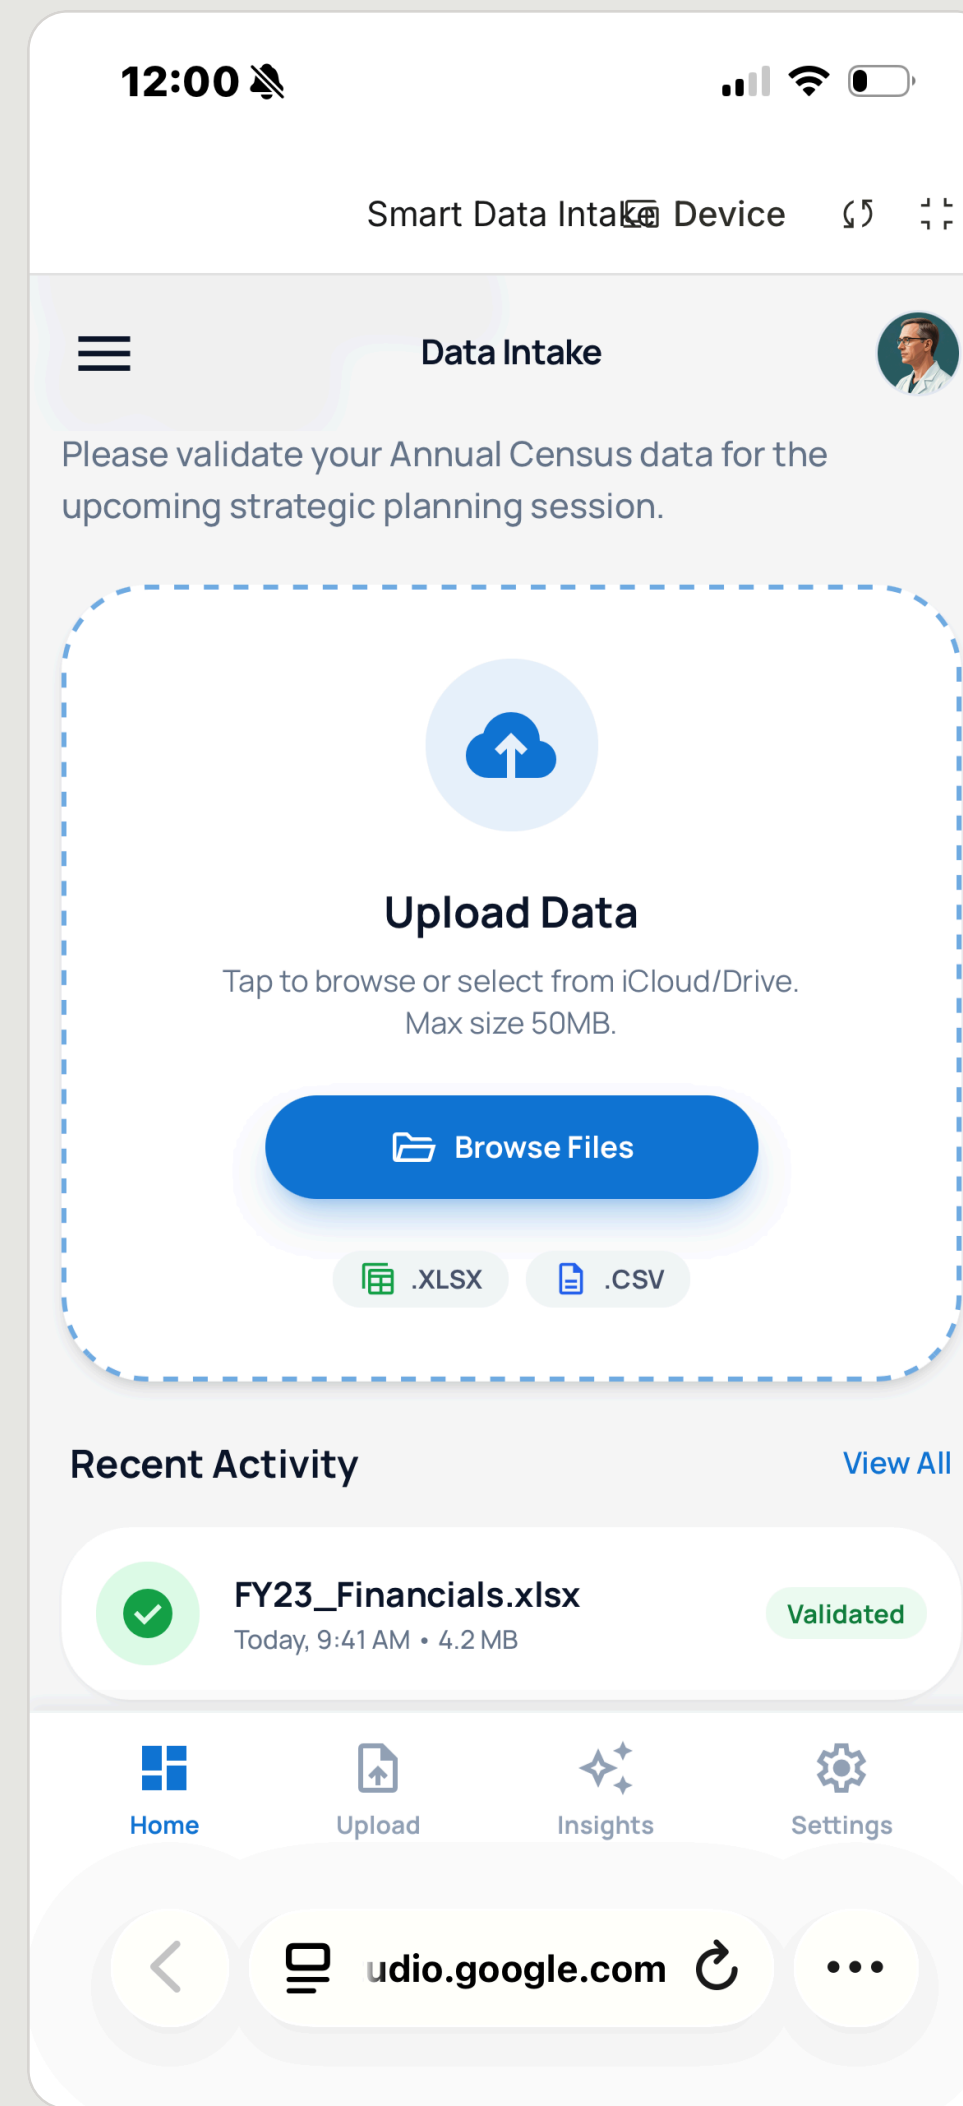 12:00
Smart Data Intake
Device
Data Intake
Please validate your Annual Census data for the
upcoming strategic planning session.
Upload Data
Tap to browse or select from iCloud/Drive.
Max size 50MB.
Browse Files
.XLSX
.CSV
Recent Activity
View All
FY23_Financials.xlsx
Today, 9:41 AM • 4.2 MB
Validated
Home
Upload
Insights
Settings
udio.google.com